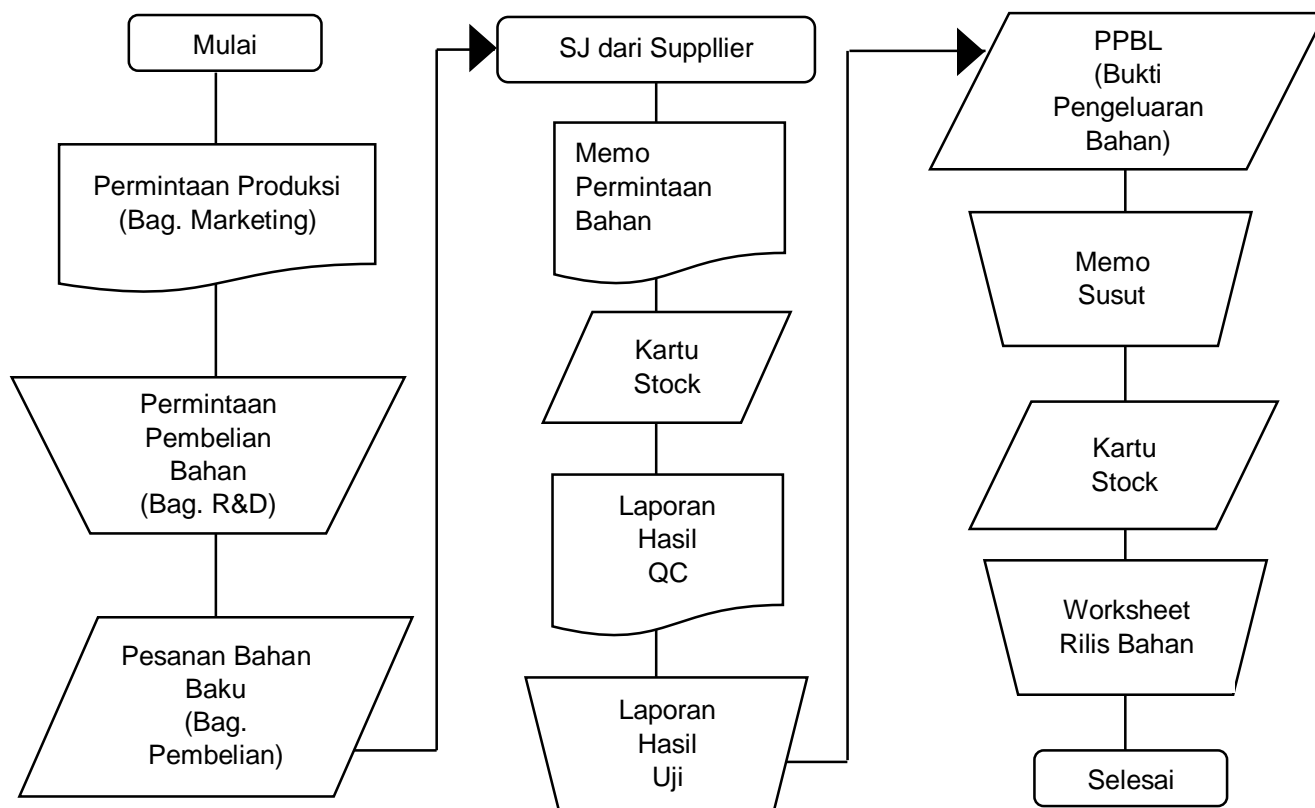 Mulai
Permintaan Produksi
(Bag. Marketing)
Permintaan
Pembelian
Bahan
(Bag. R&D)
Pesanan Bahan
Baku
(Bag.
Pembelian)
SJ dari Suppllier
Memo
Permintaan
Bahan
Kartu
Stock
Laporan
Hasil
QC
Laporan
Hasil
Uji
PPBL
(Bukti
Pengeluaran
Bahan)
Memo
Susut
Kartu
Stock
Worksheet
Rilis Bahan
Selesai